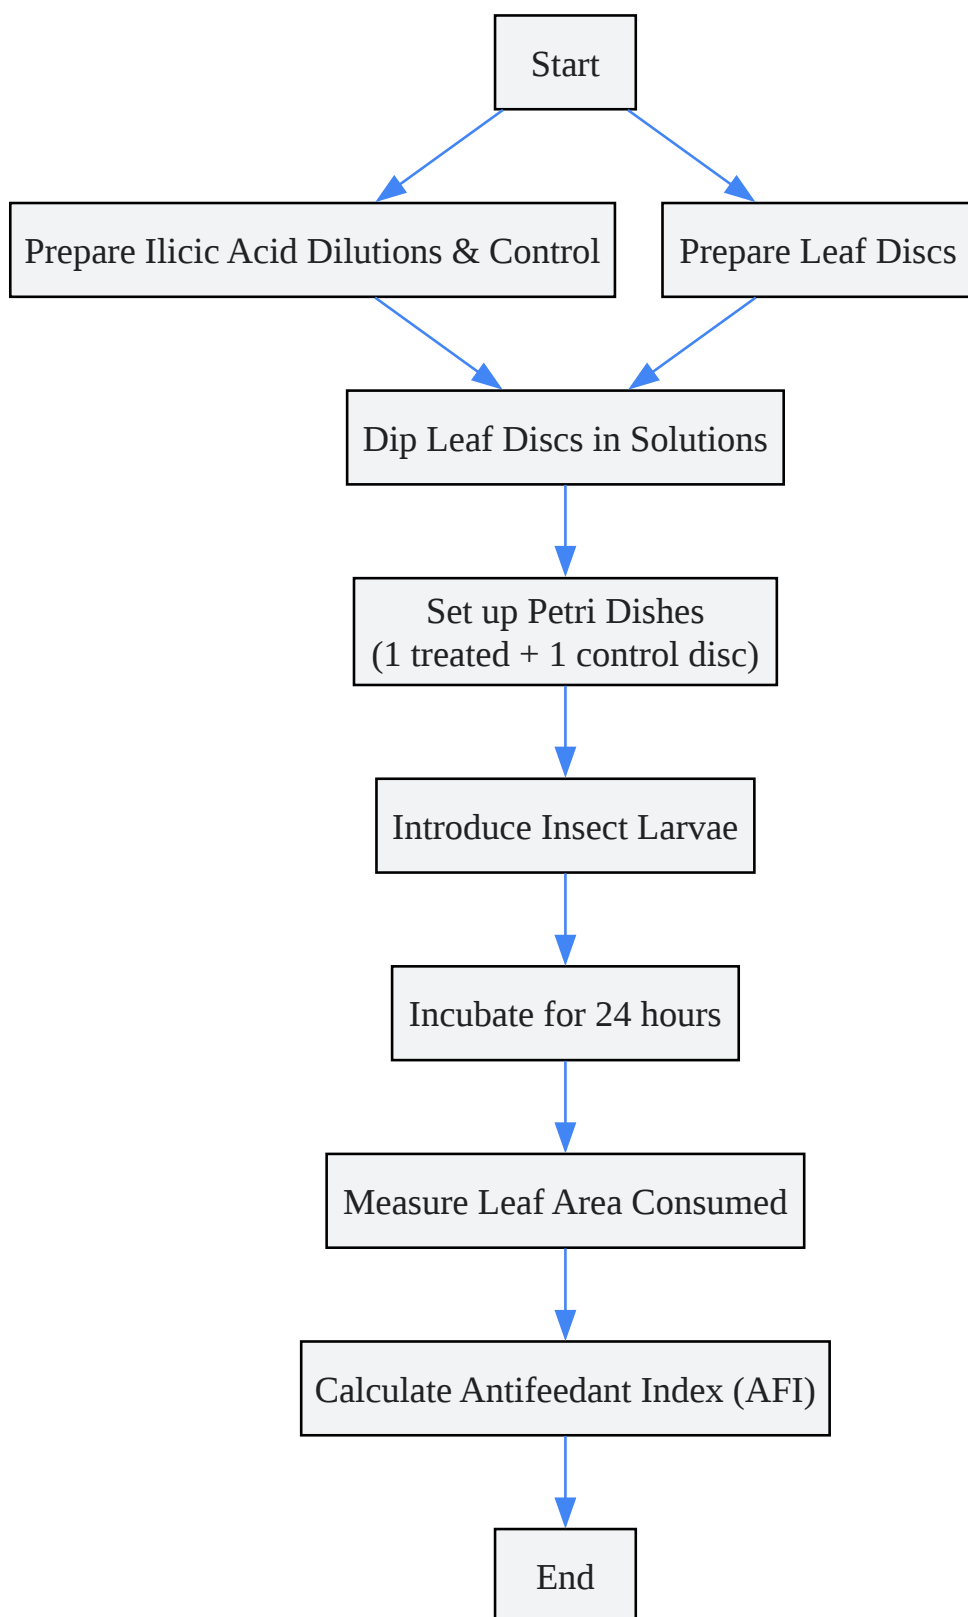 Start
Prepare Ilicic Acid Dilutions & Control
Prepare Leaf Discs
Dip Leaf Discs in Solutions
Set up Petri Dishes
(1 treated + 1 control disc)
Introduce Insect Larvae
Incubate for 24 hours
Measure Leaf Area Consumed
Calculate Antifeedant Index (AFI)
End